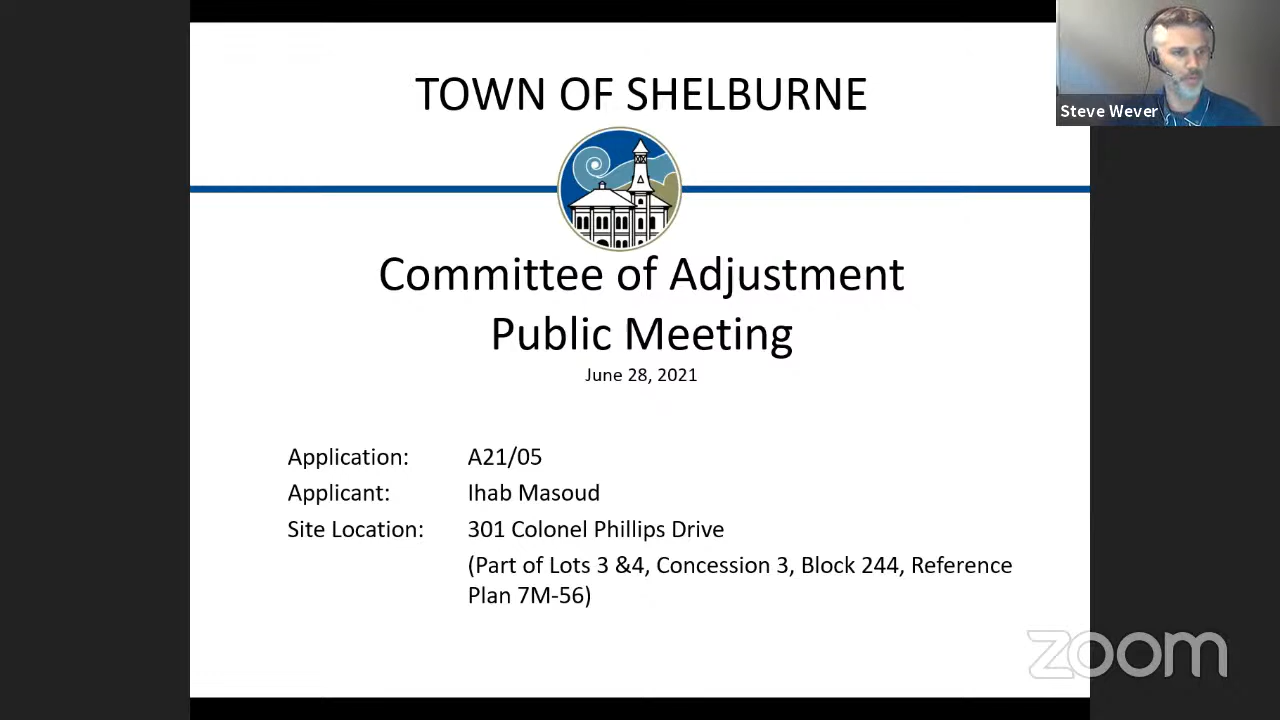 TOWN OF SHELBURNE
Steve Wever
Committee of Adjustment
Public Meeting
June 28, 2021
Application: A21/05
Applicant: Ihab Masoud
Site Location: 301 Colonel Phillips Drive
(Part of Lots 3 &4, Concession 3, Block 244, Reference
Plan 7M-56)
zoom